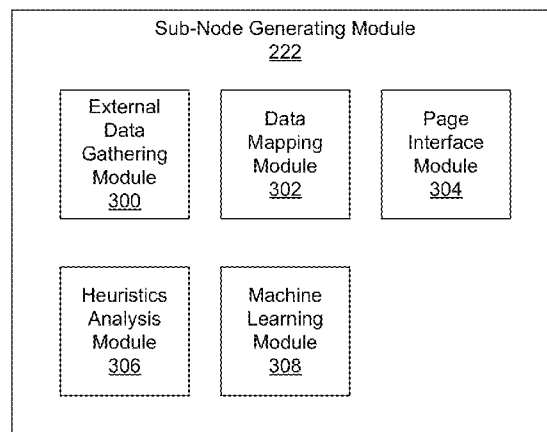 Sub-Node Generating Module
222
External
Data
Gathering
Module
300
Data
Mapping
Module
302
Page
Interface
Module
304
Heuristics
Analysis
Module
306
Machine
Learning
Module
308